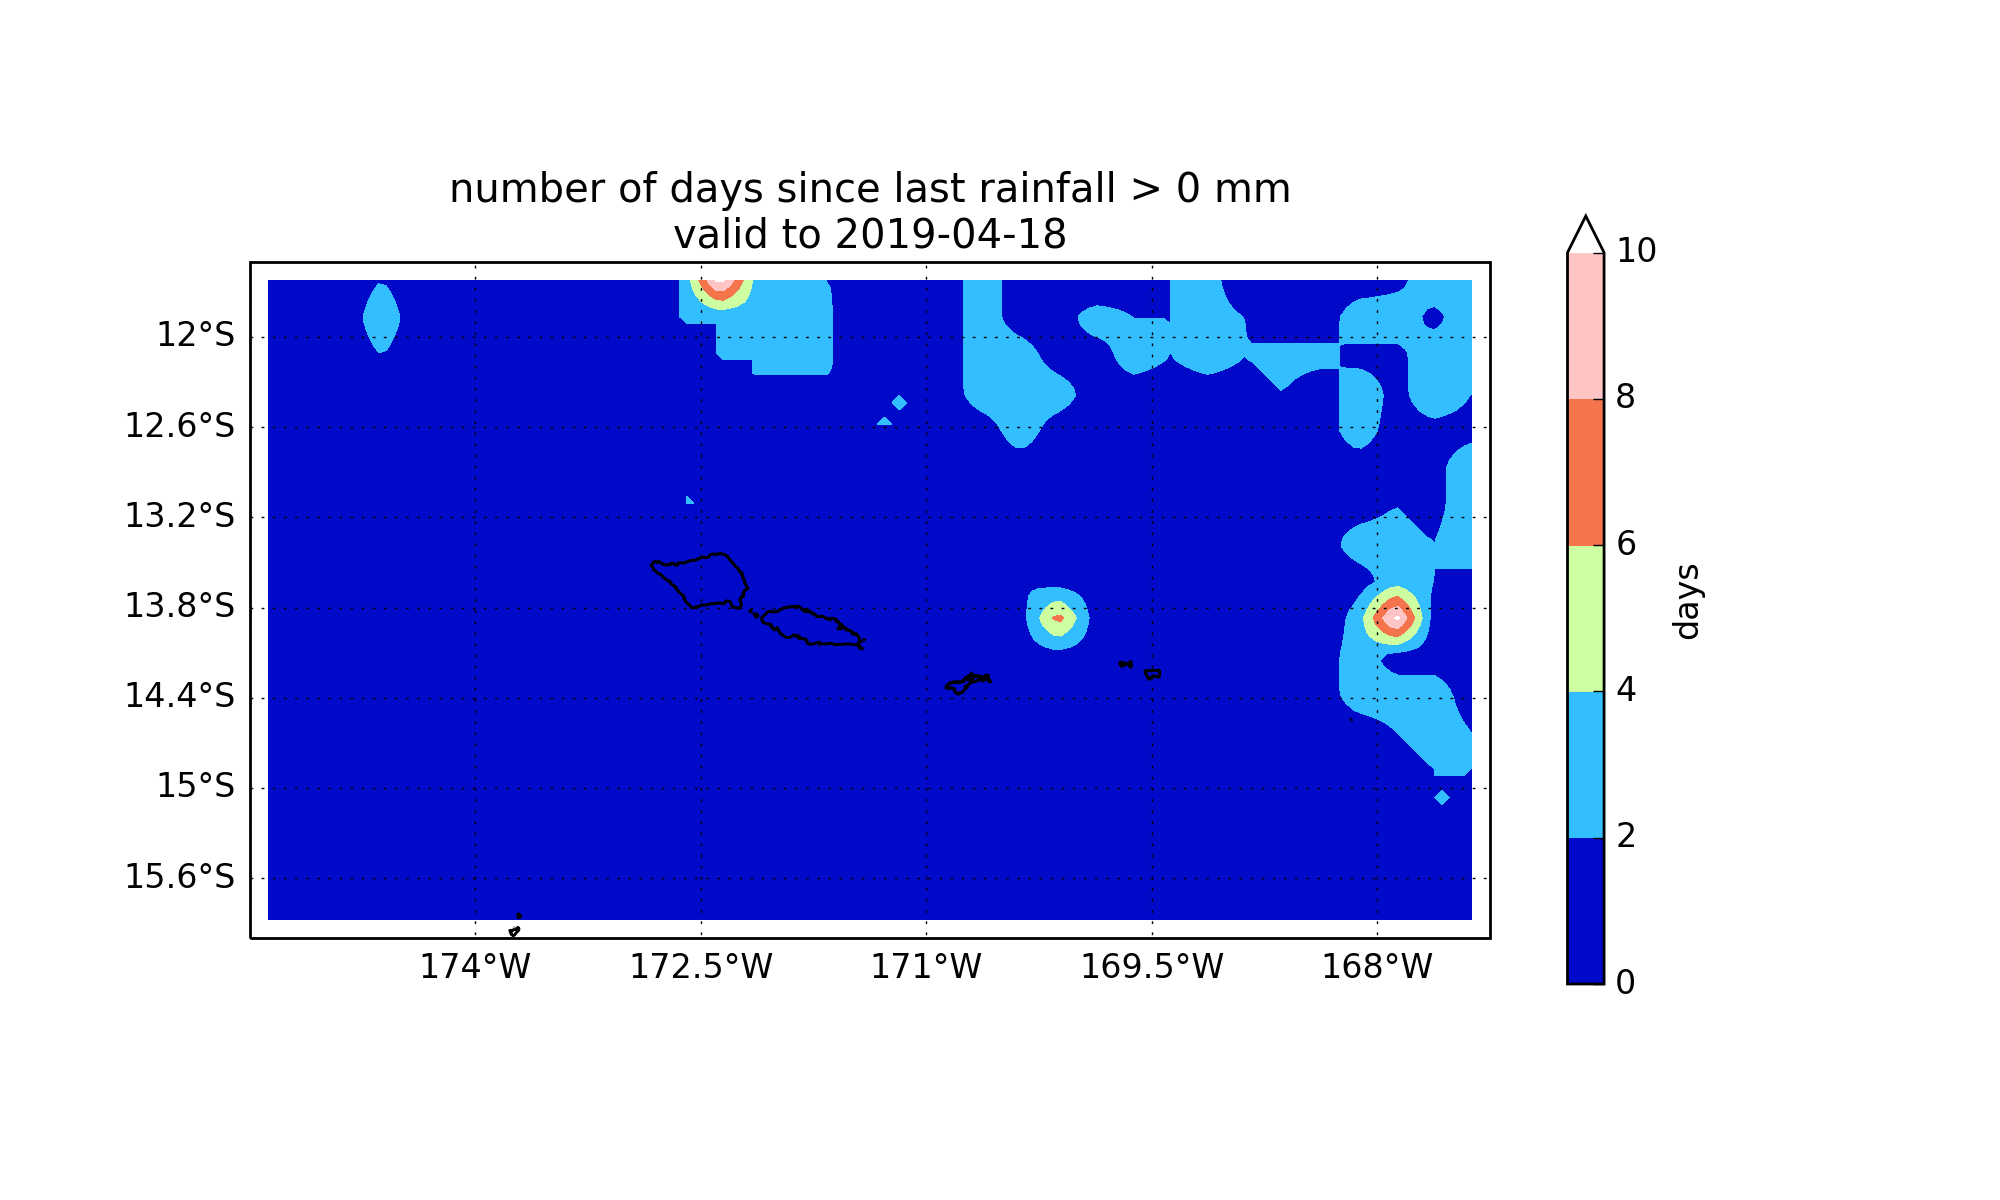 number of days since last rainfall > 0 mm
valid to 2019-04-18
12°S
12.6°S
13.2°S
13.8°S
14.4°S
15°S
15.6°S
174°W 172.5°W 171°W 169.5°W 168°W
10
8
6
4
2
0
days